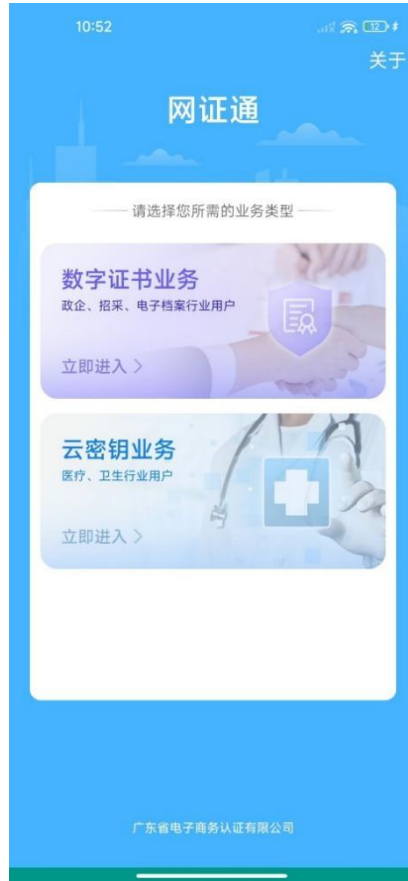 10:52
12
关于
网证通
请选择您所需的业务类型
数字证书业务
政企、招采、电子档案行业用户
立即进入 >
云密钥业务
医疗、卫生行业用户
立即进入 >
广东省电子商务认证有限公司